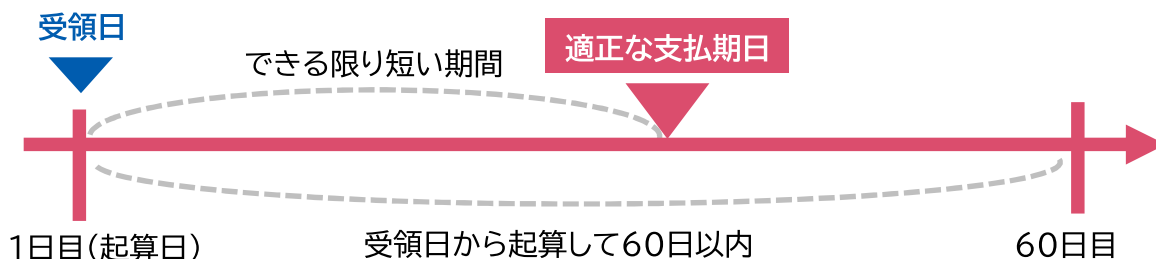 受領日
できる限り短い期間
適正な支払期日
1日目(起算日)
受領日から起算して60日以内
60日目